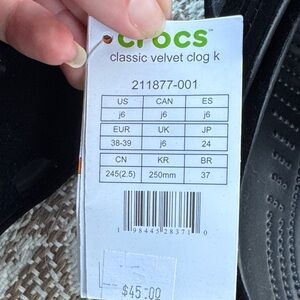 crocs™
classic velvet clog k
211877-001
US CAN ES
j6 j6 j6
EUR UK JP
38-39 j6 24
CN KR BR
245(2.5) 250mm 37
1 98445 28371 0
$45.00